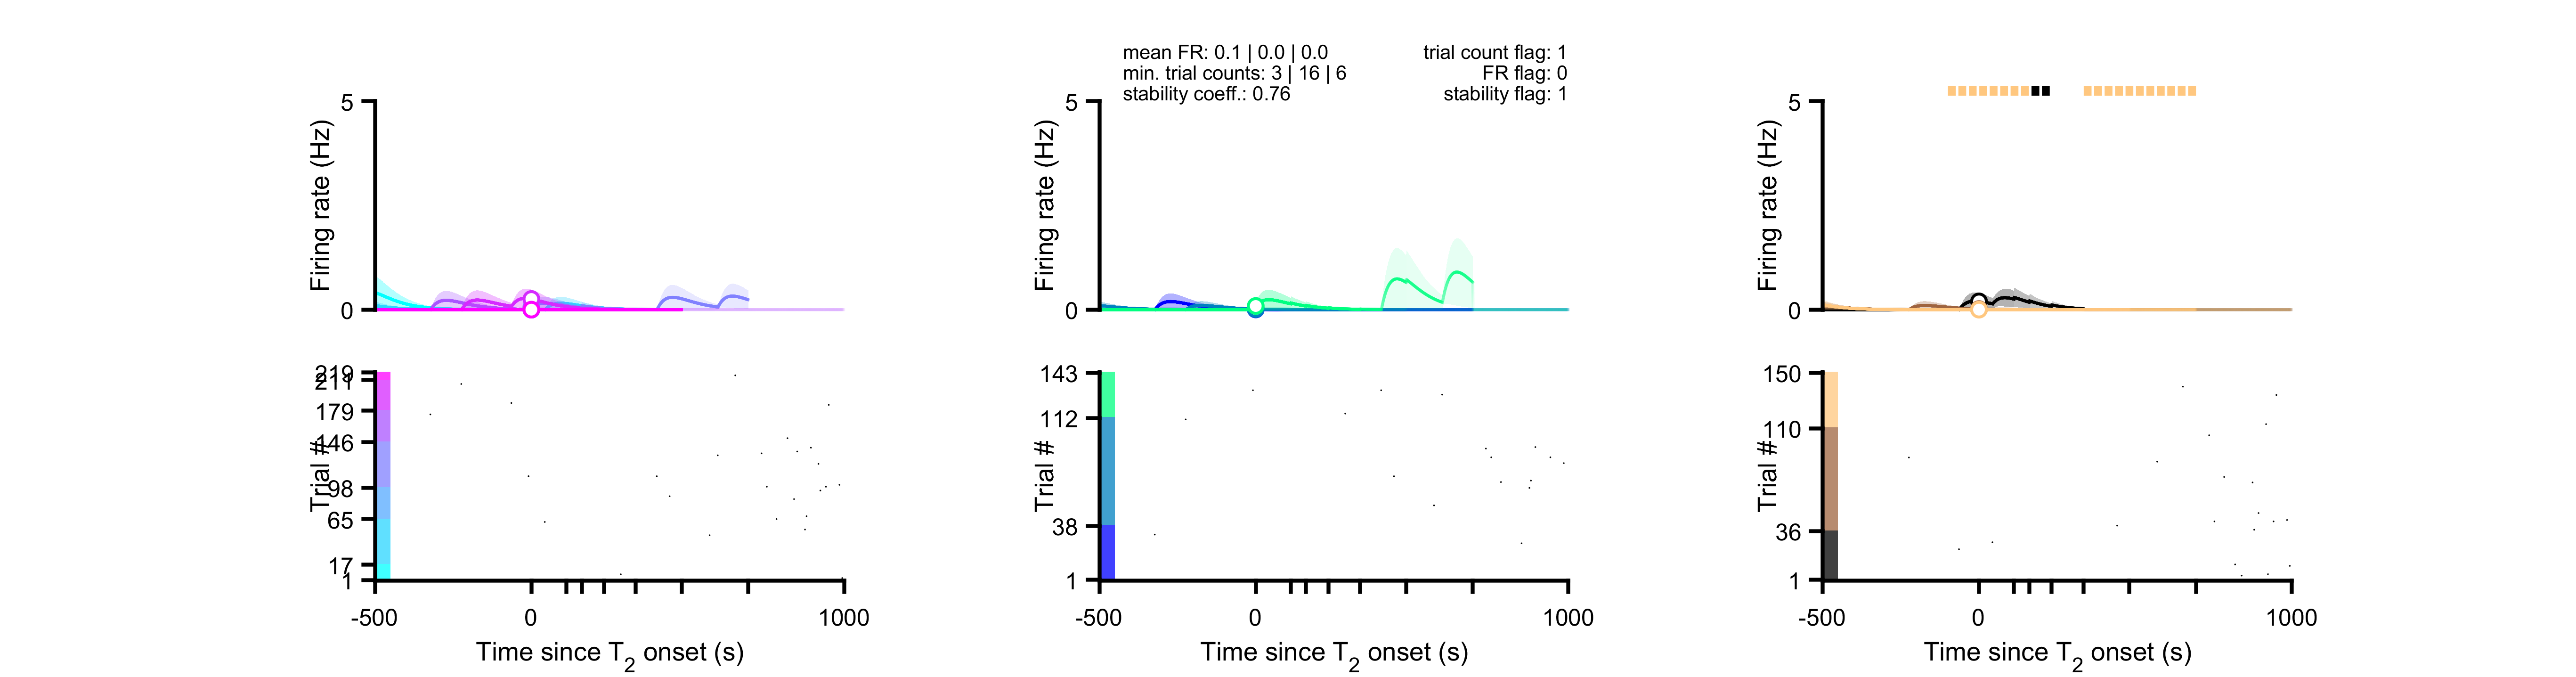 mean FR: 0.1 | 0.0 | 0.0
min. trial counts: 3 | 16 | 6
stability coeff.: 0.76
trial count flag: 1
FR flag: 0
stability flag: 1
5
Firing rate (Hz)
0
219
211
179
146
98
65
17
1
Trial #
-500
0
1000
Time since T2 onset (s)
5
Firing rate (Hz)
0
143
112
38
1
Trial #
-500
0
1000
Time since T2 onset (s)
5
Firing rate (Hz)
0
150
110
36
1
Trial #
-500
0
1000
Time since T2 onset (s)